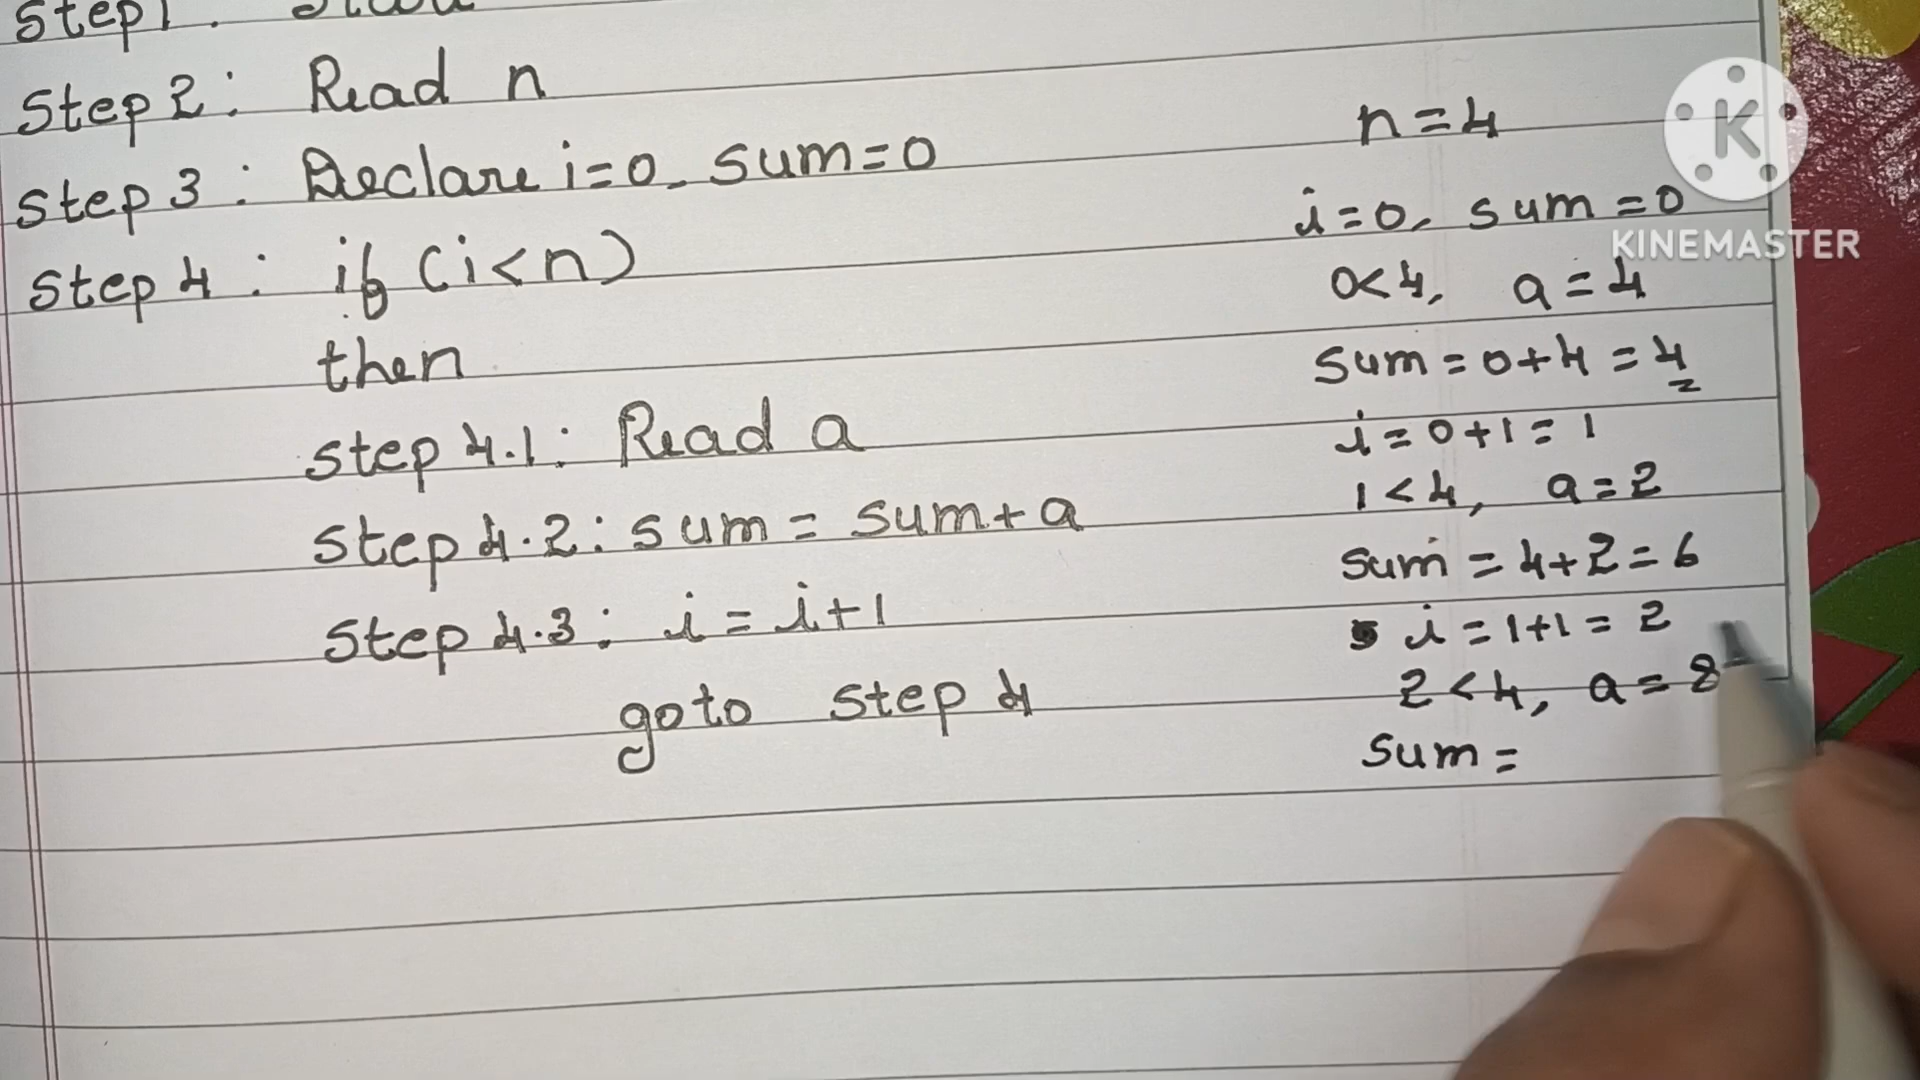 Step 1:
Step 2: Read n
Step 3: Declare i=0, sum=0
Step 4: if (i<n)
then
Step 4.1: Read a
Step 4.2: sum = sum+a
Step 4.3: i = i+1
goto step 4
n=4
i=0, sum=0
0<4, a=4
Sum = 0+4 = 4
i = 0+1 = 1
1<4, a=2
Sum = 4+2=6
i = 1+1 = 2
2<4, a=8
Sum =
K
KINEMASTER